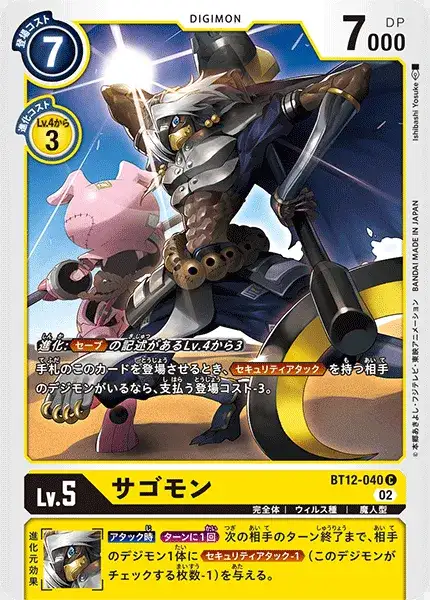 登場コスト
7
DIGIMON
7000
DP
進化コスト
Lv.4から
3
Ishibashi Yosuke
BANDAI MADE IN JAPAN
©本郷あきよし・フジテレビ・東映アニメーション
進化:セーブの記述があるLv.4から3
手札のこのカードを登場させるとき、セキュリティアタックを持つ相手
のデジモンがいるなら、支払う登場コスト-3。
BT12-040 C
02
Lv.5
サゴモン
完全体 | ウィルス種 | 魔人型
進化元効果
アタック時 ターンに1回 次の相手のターン終了まで、相手
のデジモン1体にセキュリティアタック-1(このデジモンが
チェックする枚数-1)を与える。